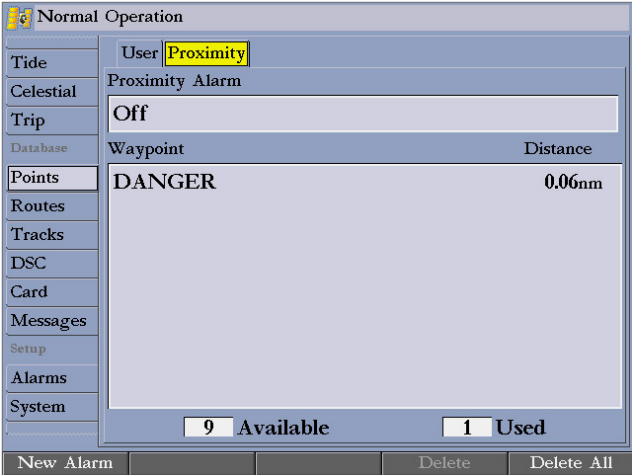 Normal Operation
Tide
Celestial
Trip
Database
Points
Routes
Tracks
DSC
Card
Messages
Setup
Alarms
System
User Proximity
Proximity Alarm
Off
Waypoint Distance
DANGER 0.06nm
9 Available 1 Used
New Alarm Delete Delete All